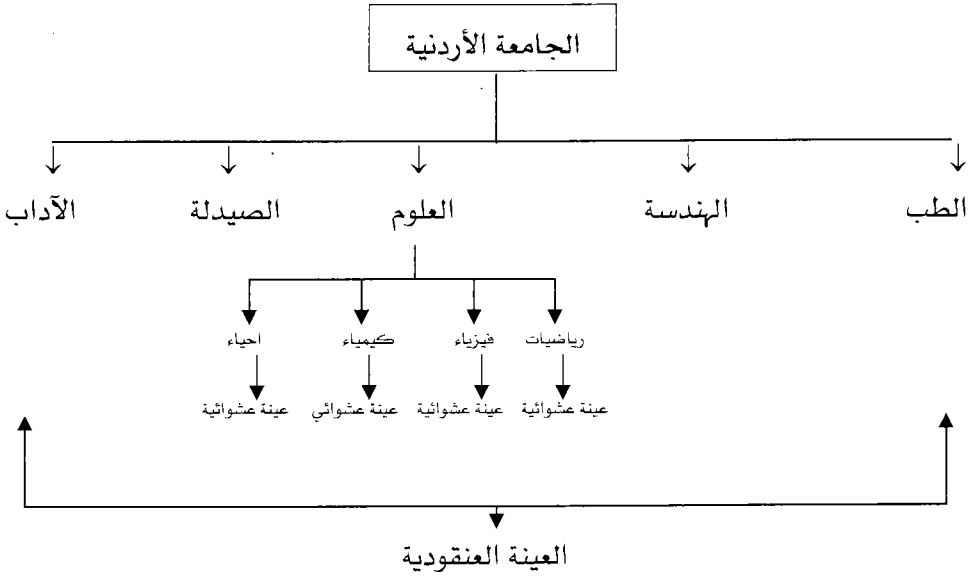 الجامعة الأردنية
الطب الهندسة العلوم الصيدلة الآداب
رياضيات فيزياء كيمياء احياء
عينة عشوائية عينة عشوائية عينة عشوائي عينة عشوائية
العينة العنقودية